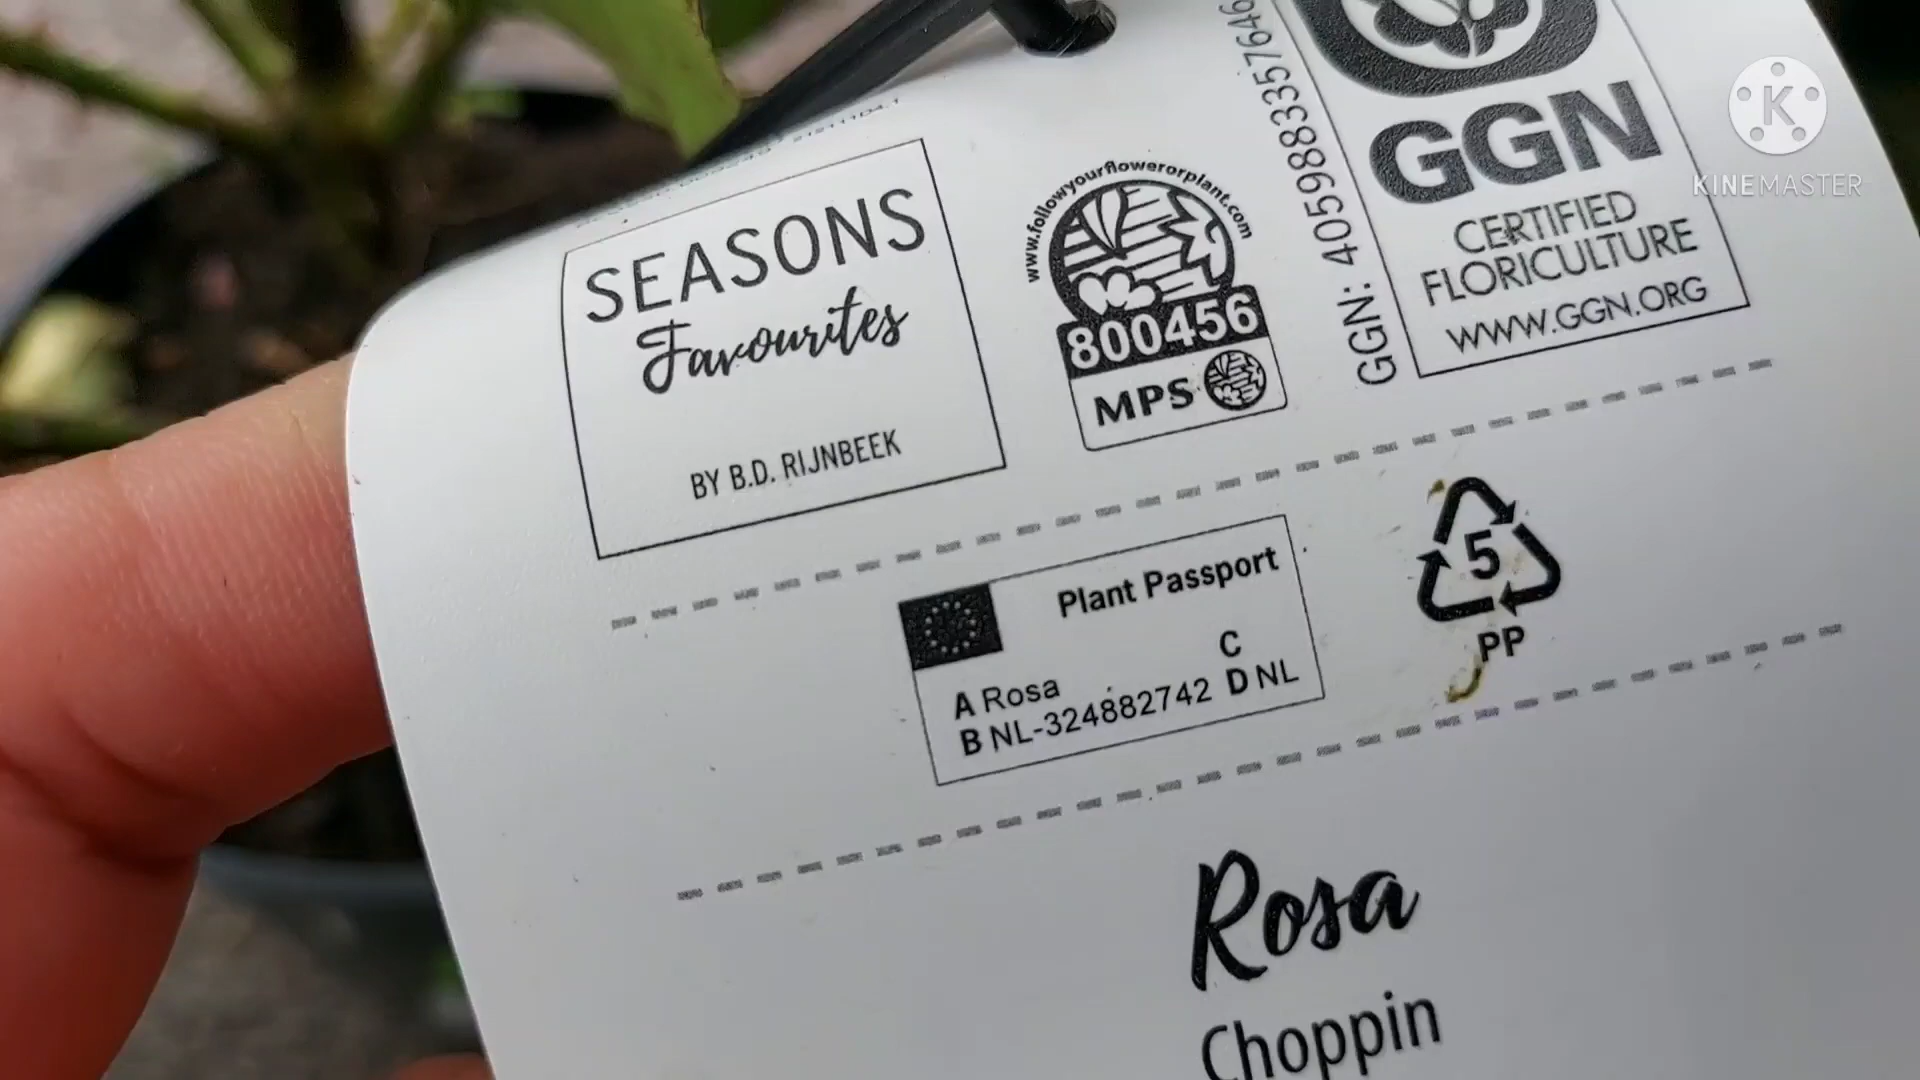 SEASONS
Favourites
BY B.D. RIJNBEEK
www.followyourflowerorplant.com
800456
MPS
GGN: 4059883357646
GGN
CERTIFIED
FLORICULTURE
WWW.GGN.ORG
KINEMASTER
Plant Passport
A Rosa
C
B NL-324882742 D NL
5
PP
Rosa
Choppin